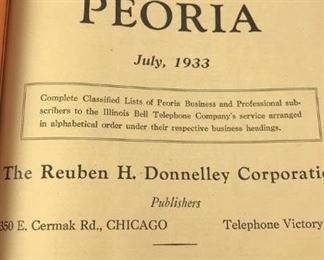 PEORIA
July, 1933
Complete Classified Lists of Peoria Business and Professional sub-
scribers to the Illinois Bell Telephone Company's service arranged
in alphabetical order under their respective business headings.
The Reuben H. Donnelley Corporatio
Publishers
350 E. Cermak Rd., CHICAGO Telephone Victory